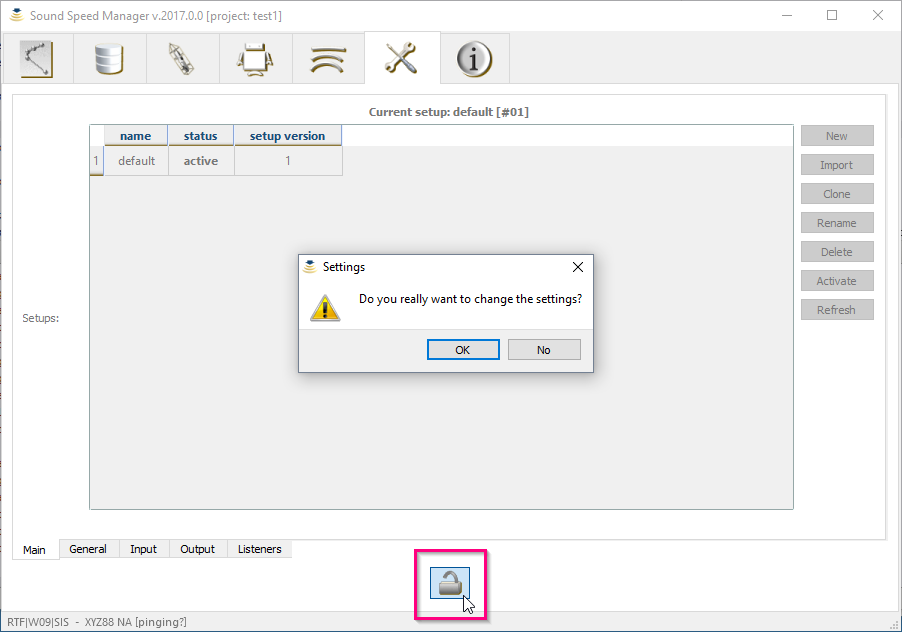 Sound Speed Manager v.2017.0.0 [project: test1]
Current setup: default [#01]
name status setup version
1 default active 1
New
Import
Clone
Rename
Delete
Activate
Refresh
Setups:
Settings
Do you really want to change the settings?
OK No
Main General Input Output Listeners
RTF|W09|SIS - XYZ88 NA [pinging?]